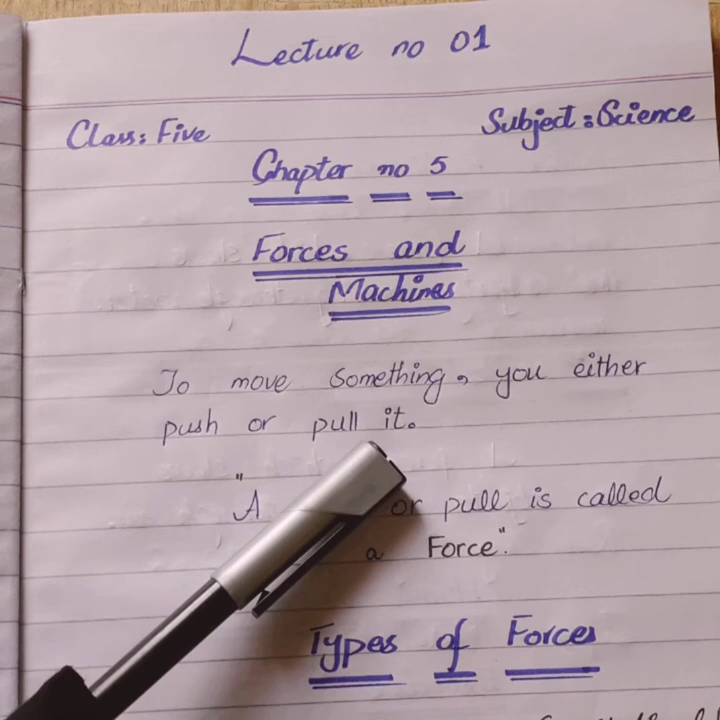 Lecture no 01
Class: Five Subject: Science
Chapter no 5
Forces and
Machines
To move something, you either
push or pull it.
"A or pull is called
a Force".
Types of Forces